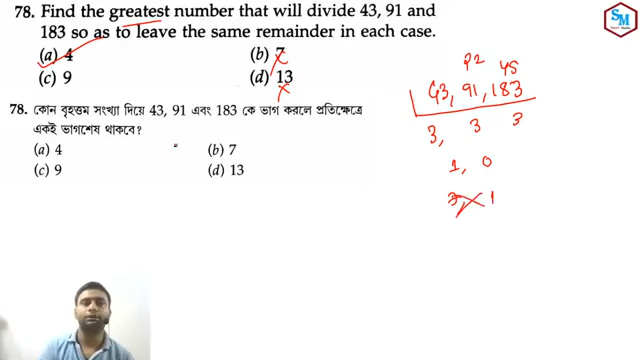 78. Find the greatest number that will divide 43, 91 and
183 so as to leave the same remainder in each case.
(a) 4 (b) 7
(c) 9 (d) 13
78. কোন বৃহত্তম সংখ্যা দিয়ে 43, 91 এবং 183 কে ভাগ করলে প্রতিক্ষেত্রে
একই ভাগশেষ থাকবে?
(a) 4 (b) 7
(c) 9 (d) 13
SM
43, 91, 183
3, 3 3
1, 0
1